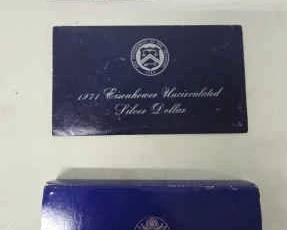 1971 Eisenhower Uncirculated
Silver Dollar